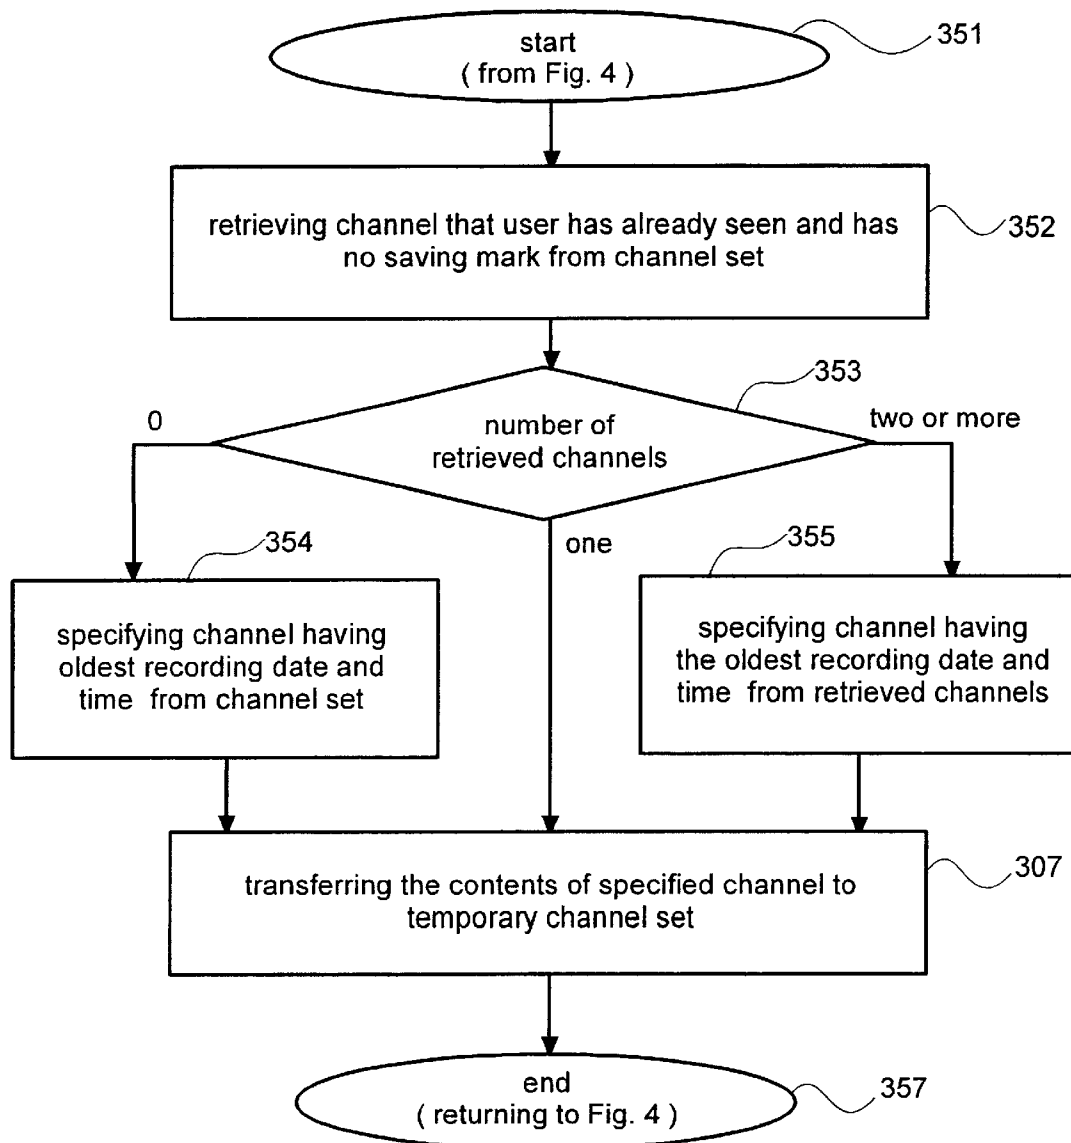 start
( from Fig. 4 )
351
retrieving channel that user has already seen and has
no saving mark from channel set
352
353
0
number of
retrieved channels
two or more
one
354
355
specifying channel having
oldest recording date and
time from channel set
specifying channel having
the oldest recording date and
time from retrieved channels
transferring the contents of specified channel to
temporary channel set
307
end
( returning to Fig. 4 )
357